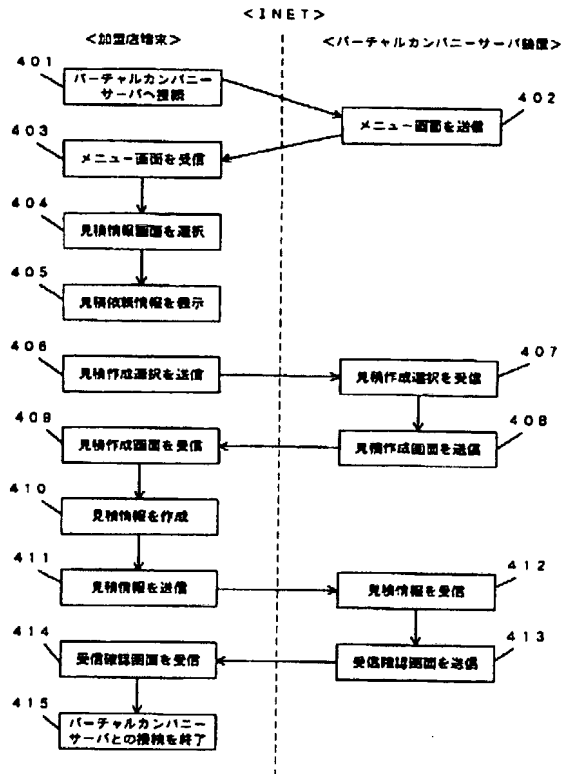 <INET>
<加盟店端末>
<バーチャルカンパニーサーバ装置>
401
バーチャルカンパニー
サーバへ接続
402
メニュー画面を送信
403
メニュー画面を受信
404
見積情報画面を選択
405
見積依頼情報を表示
406
見積作成選択を送信
407
見積作成選択を受信
408
見積作成画面を送信
409
見積作成画面を受信
410
見積情報を作成
411
見積情報を送信
412
見積情報を受信
413
受信確認画面を送信
414
受信確認画面を受信
415
バーチャルカンパニー
サーバとの接続を終了